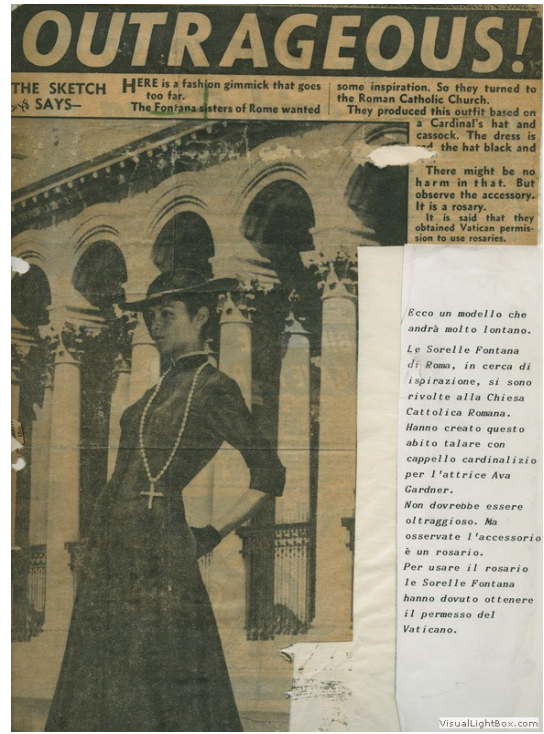 OUTRAGEOUS!
THE SKETCH
SAYS—
HERE is a fashion gimmick that goes
too far.
The Fontana sisters of Rome wanted
some inspiration. So they turned to
the Roman Catholic Church.
They produced this outfit based on
a Cardinal's hat and
cassock. The dress is
the hat black and
There might be no
harm in that. But
observe the accessory.
It is a rosary.
It is said that they
obtained Vatican permis-
sion to use rosaries.
Ecco un modello che
andrà molto lontano.
Le Sorelle Fontana
di Roma, in cerca di
ispirazione, si sono
rivolte alla Chiesa
Cattolica Romana.
Hanno creato questo
abito talare con
cappello cardinalizio
per l'attrice Ava
Gardner.
Non dovrebbe essere
oltraggioso. Ma
osservate l'accessorio
è un rosario.
Per usare il rosario
le Sorelle Fontana
hanno dovuto ottenere
il permesso del
Vaticano.
VisualLightBox.com